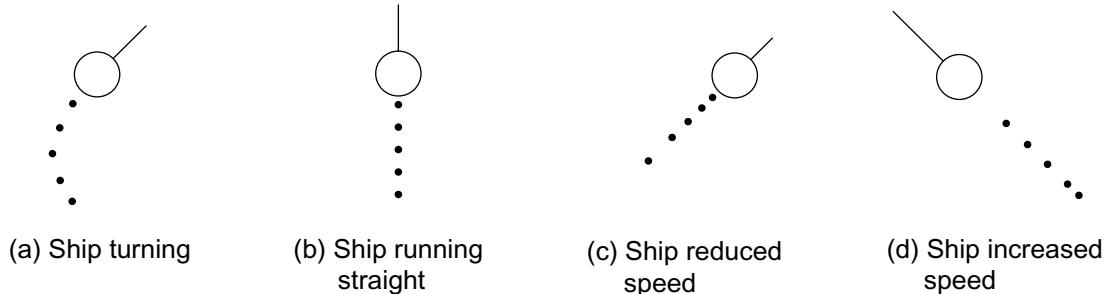 (a) Ship turning
(b) Ship running
straight
(c) Ship reduced
speed
(d) Ship increased
speed